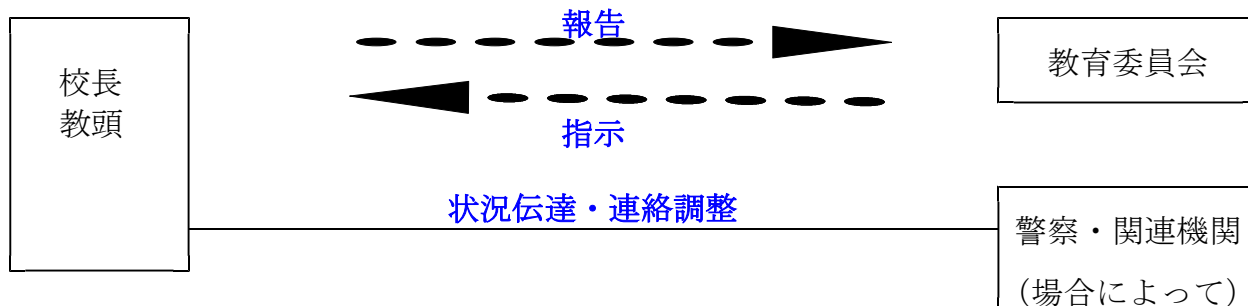 報告
校長
教頭
教育委員会
指示
状況伝達・連絡調整
警察・関連機関
(場合によって)